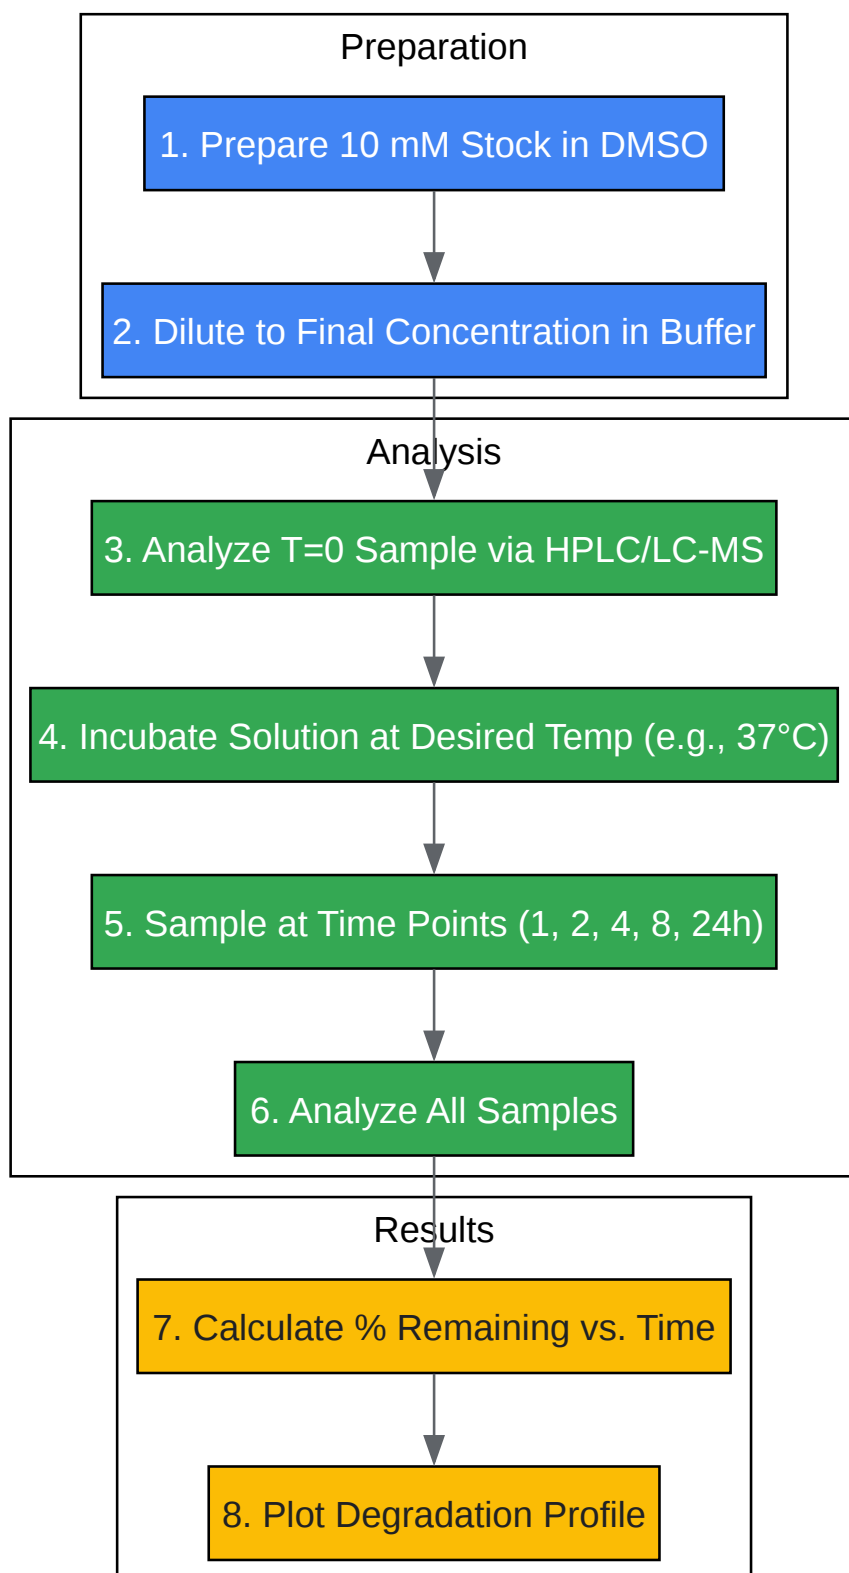 Preparation
1. Prepare 10 mM Stock in DMSO
2. Dilute to Final Concentration in Buffer
Analysis
3. Analyze T=0 Sample via HPLC/LC-MS
4. Incubate Solution at Desired Temp (e.g., 37°C)
5. Sample at Time Points (1, 2, 4, 8, 24h)
6. Analyze All Samples
Results
7. Calculate % Remaining vs. Time
8. Plot Degradation Profile